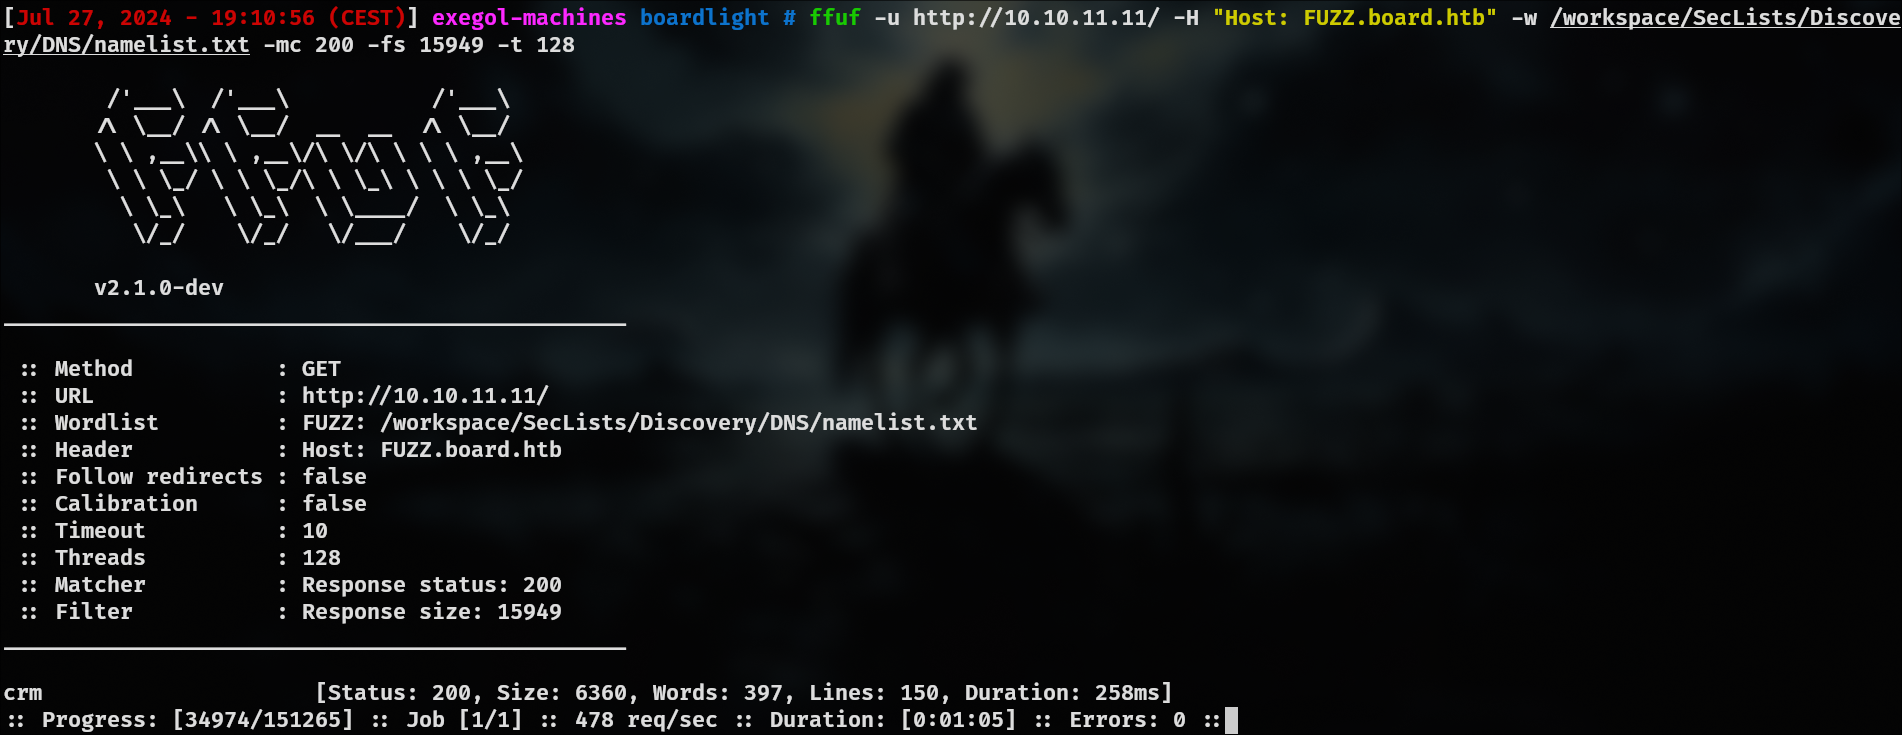 [Jul 27, 2024 - 19:10:56 (CEST)] exegol-machines boardlight # ffuf -u http://10.10.11.11/ -H "Host: FUZZ.board.htb" -w /workspace/SecLists/Discove
ry/DNS/namelist.txt -mc 200 -fs 15949 -t 128
        /'___\  /'___\           /'___\
       /\ \__/ /\ \__/  __  __  /\ \__/
       \ \ ,__\\ \ ,__\/\ \/\ \ \ \ ,__\
        \ \ \_/ \ \ \_/\ \ \_\ \ \ \ \_/
         \ \_\   \ \_\  \ \____/  \ \_\
          \/_/    \/_/   \/___/    \/_/
       v2.1.0-dev
________________________________________________
 :: Method           : GET
 :: URL              : http://10.10.11.11/
 :: Wordlist         : FUZZ: /workspace/SecLists/Discovery/DNS/namelist.txt
 :: Header           : Host: FUZZ.board.htb
 :: Follow redirects : false
 :: Calibration      : false
 :: Timeout          : 10
 :: Threads          : 128
 :: Matcher          : Response status: 200
 :: Filter           : Response size: 15949
________________________________________________
crm                     [Status: 200, Size: 6360, Words: 397, Lines: 150, Duration: 258ms]
:: Progress: [34974/151265] :: Job [1/1] :: 478 req/sec :: Duration: [0:01:05] :: Errors: 0 ::